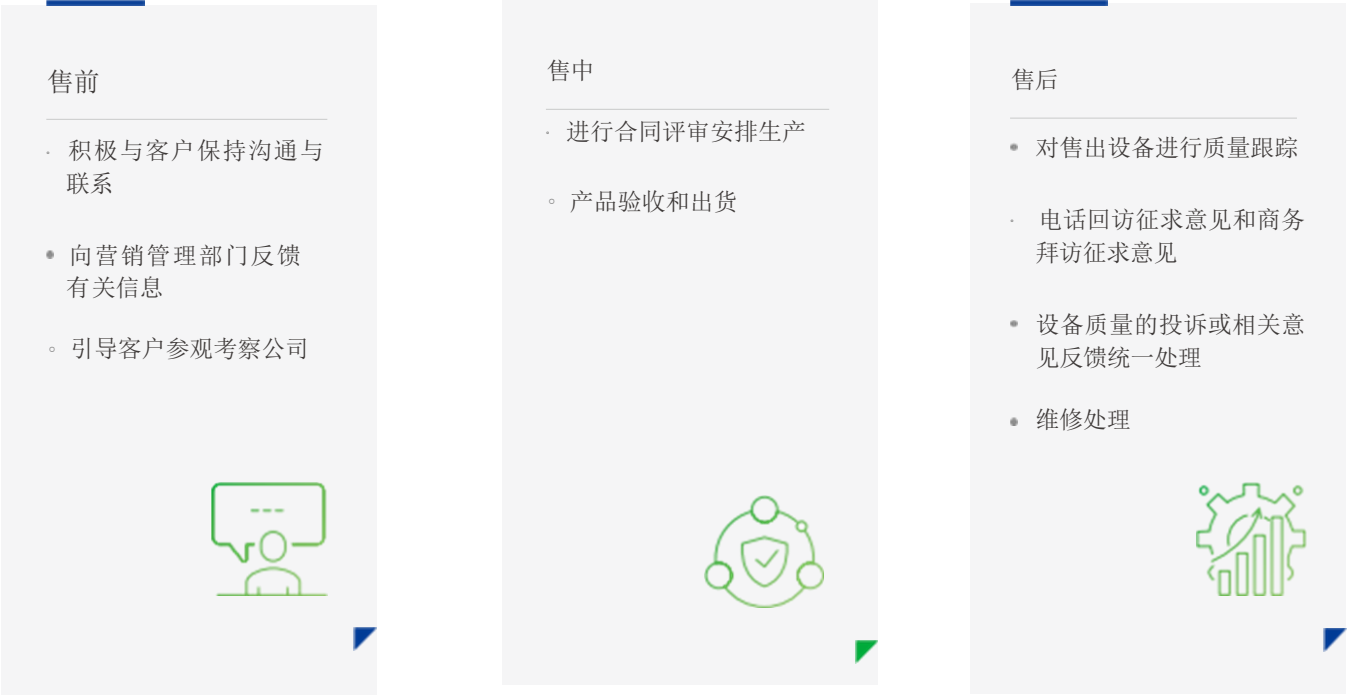 售前
积极与客户保持沟通与
联系
向营销管理部门反馈
有关信息
引导客户参观考察公司
售中
进行合同评审安排生产
产品验收和出货
售后
对售出设备进行质量跟踪
电话回访征求意见和商务
拜访征求意见
设备质量的投诉或相关意
见反馈统一处理
维修处理